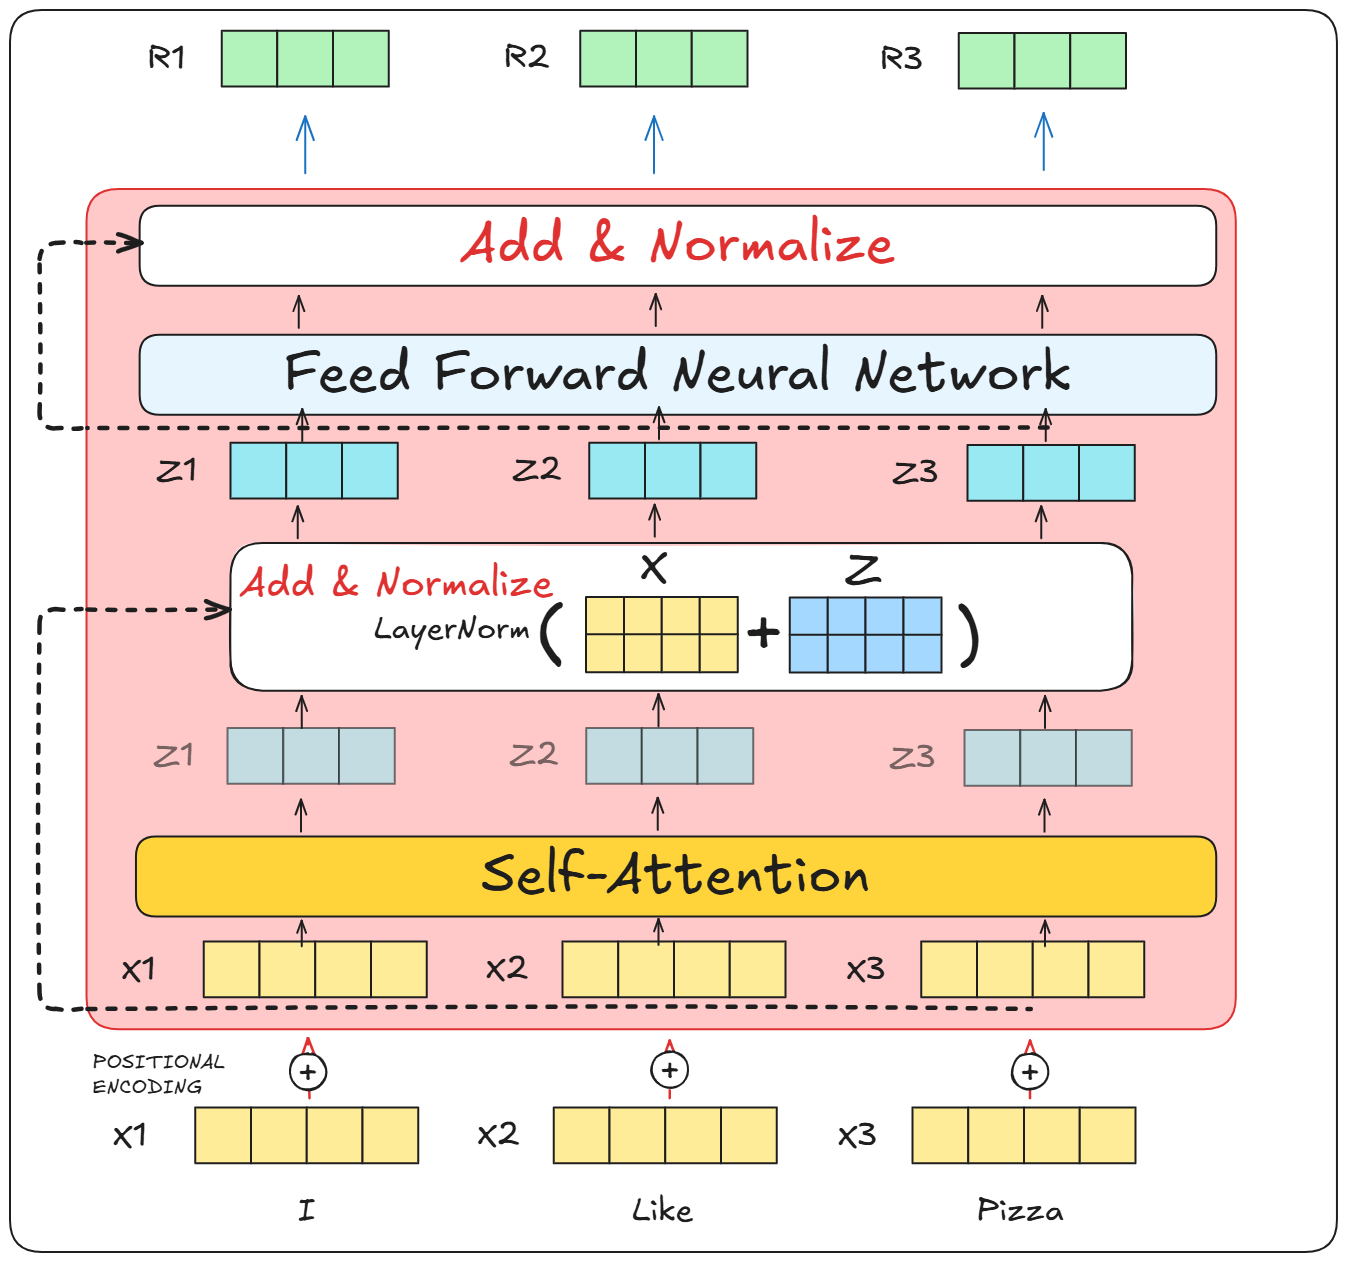 R1 R2 R3
Add & Normalize
Feed Forward Neural Network
Z1 Z2 Z3
X Z
Add & Normalize
LayerNorm ( + )
Z1 Z2 Z3
Self-Attention
x1 x2 x3
POSITIONAL
ENCODING
+ + +
x1 x2 x3
I Like Pizza